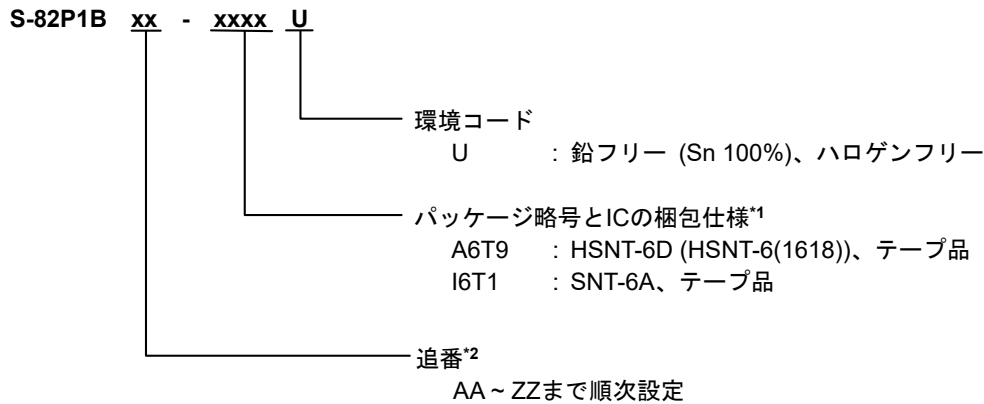 S-82P1B xx - xxxx U
環境コード
U : 鉛フリー (Sn 100%)、ハロゲンフリー
パッケージ略号とICの梱包仕様*1
A6T9 : HSNT-6D (HSNT-6(1618))、テープ品
I6T1 : SNT-6A、テープ品
追番*2
AA ~ ZZまで順次設定